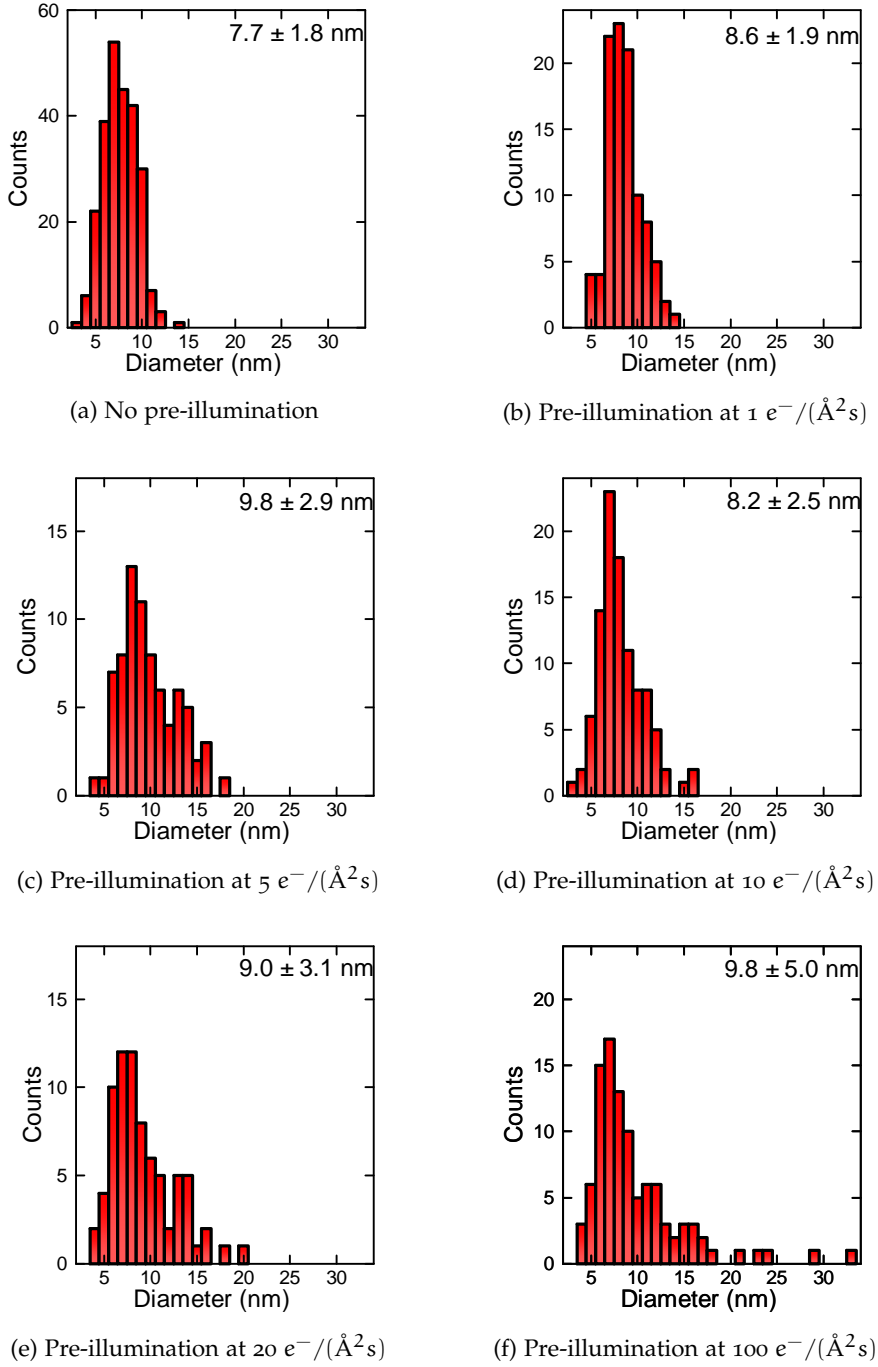 60
40
20
0
Counts
7.7 ± 1.8 nm
5 10 15 20 25 30
Diameter (nm)
(a) No pre-illumination
20
15
10
5
0
Counts
8.6 ± 1.9 nm
5 10 15 20 25 30
Diameter (nm)
(b) Pre-illumination at 1 e⁻/(Å²s)
15
10
5
0
Counts
9.8 ± 2.9 nm
5 10 15 20 25 30
Diameter (nm)
(c) Pre-illumination at 5 e⁻/(Å²s)
20
15
10
5
0
Counts
8.2 ± 2.5 nm
5 10 15 20 25 30
Diameter (nm)
(d) Pre-illumination at 10 e⁻/(Å²s)
15
10
5
0
Counts
9.0 ± 3.1 nm
5 10 15 20 25 30
Diameter (nm)
(e) Pre-illumination at 20 e⁻/(Å²s)
20
15
10
5
0
Counts
9.8 ± 5.0 nm
5 10 15 20 25 30
Diameter (nm)
(f) Pre-illumination at 100 e⁻/(Å²s)